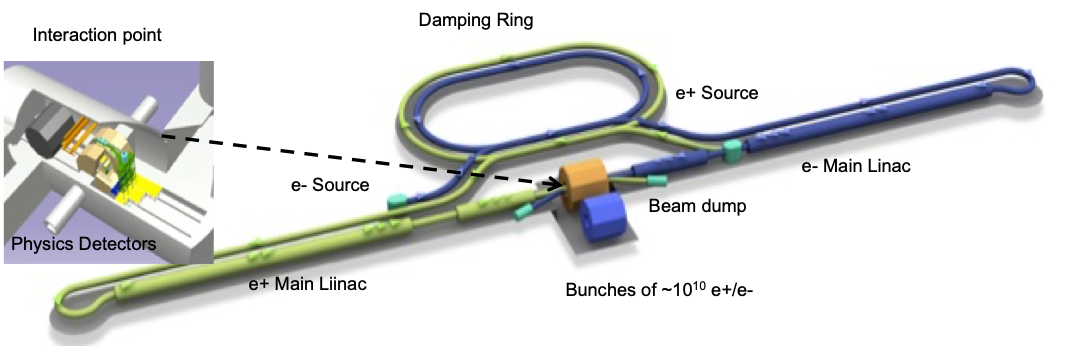 Damping Ring
Interaction point
e+ Source
e- Main Linac
e- Source
Beam dump
Physics Detectors
e+ Main Liinac
Bunches of ~10¹⁰ e+/e-